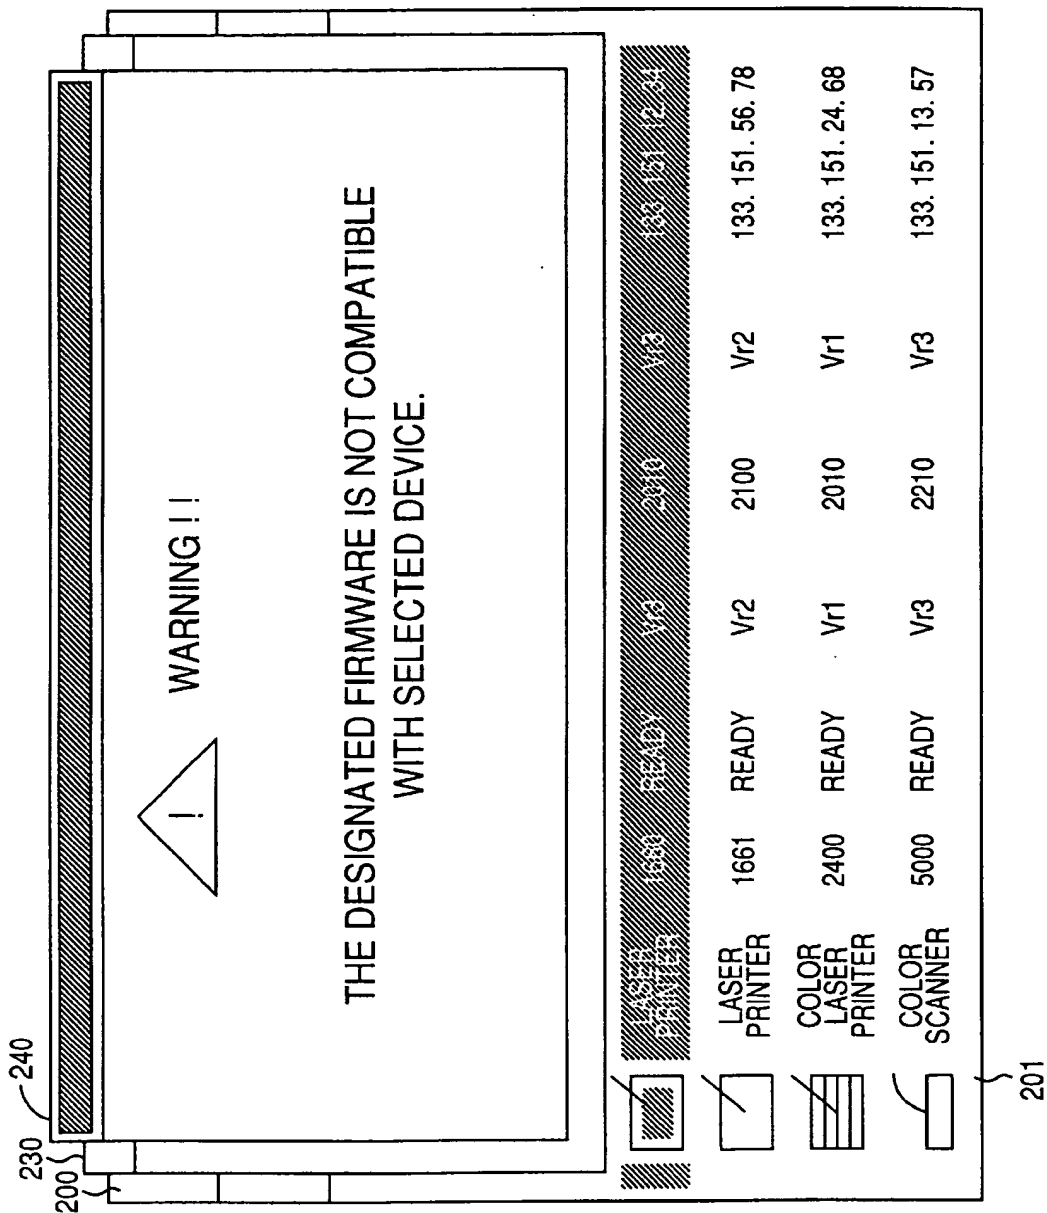 240
230
200
WARNING ! !
!
THE DESIGNATED FIRMWARE IS NOT COMPATIBLE
WITH SELECTED DEVICE.
LASER PRINTER 1660 READY Vr3 2010 Vr3 133. 151. 12. 34
LASER PRINTER 1661 READY Vr2 2100 Vr2 133. 151. 56. 78
COLOR LASER PRINTER 2400 READY Vr1 2010 Vr1 133. 151. 24. 68
COLOR SCANNER 5000 READY Vr3 2210 Vr3 133. 151. 13. 57
201